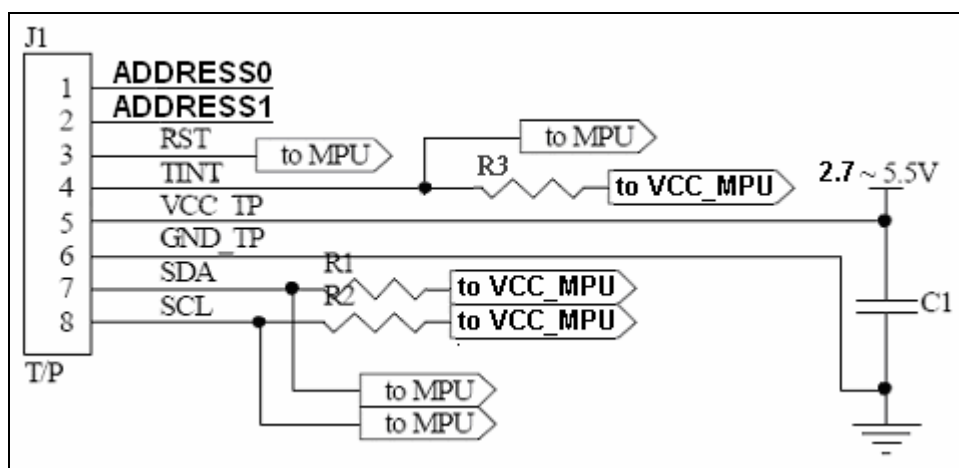 J1
1 ADDRESS0
2 ADDRESS1
3 RST to MPU
to MPU
4 TINT R3 to VCC_MPU
2.7 ~ 5.5V
5 VCC_TP
6 GND_TP
7 SDA R1 to VCC_MPU
8 SCL R2 to VCC_MPU
C1
T/P
to MPU
to MPU